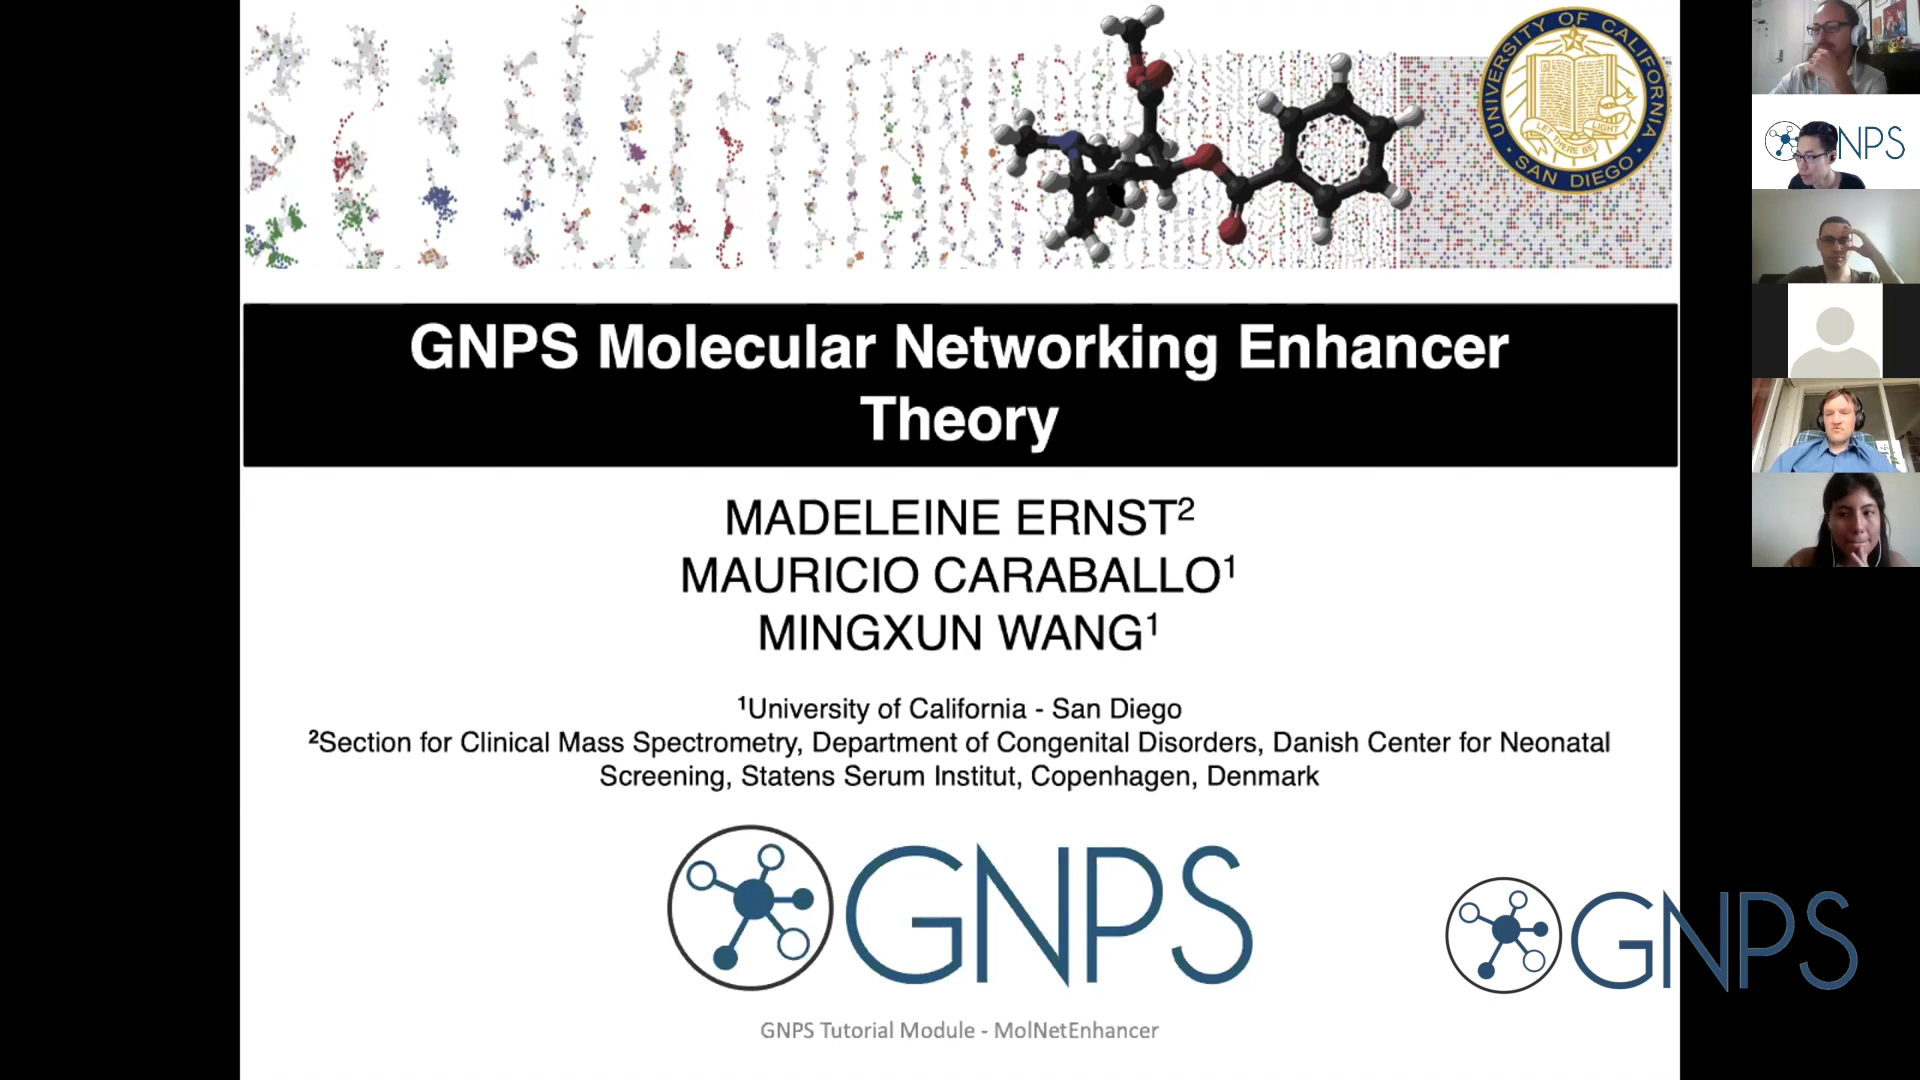 UNIVERSITY OF CALIFORNIA
SAN DIEGO
LET THERE BE LIGHT
GNPS
GNPS Molecular Networking Enhancer
Theory
MADELEINE ERNST²
MAURICIO CARABALLO¹
MINGXUN WANG¹
¹University of California - San Diego
²Section for Clinical Mass Spectrometry, Department of Congenital Disorders, Danish Center for Neonatal
Screening, Statens Serum Institut, Copenhagen, Denmark
GNPS
GNPS
GNPS Tutorial Module - MolNetEnhancer